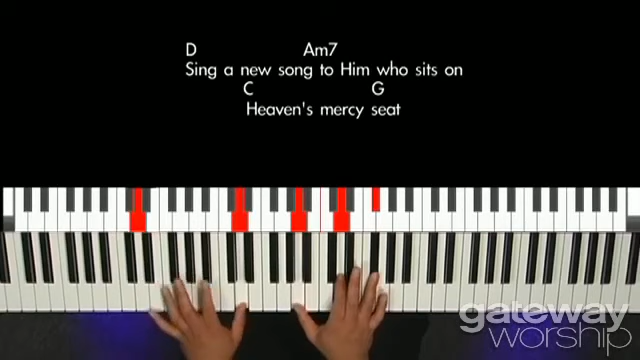 D Am7
Sing a new song to Him who sits on
C G
Heaven's mercy seat
gateway
worship